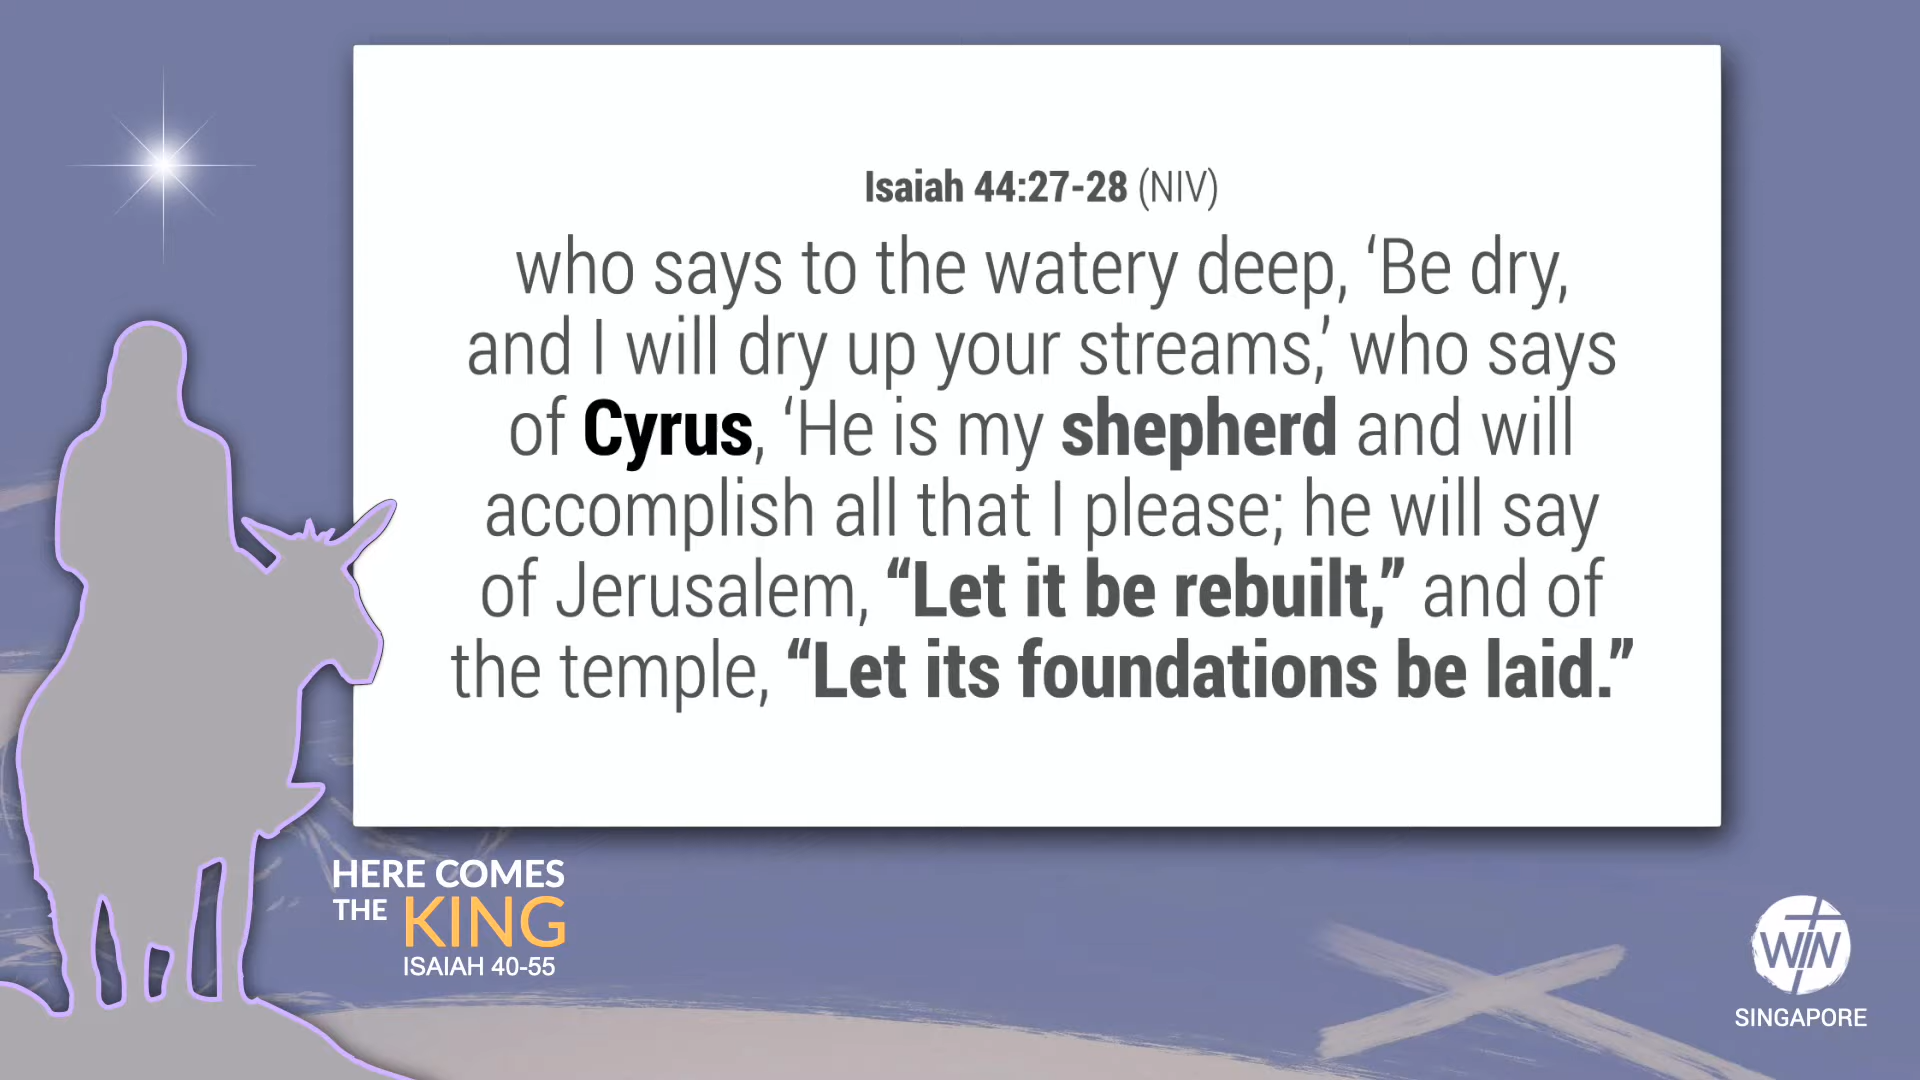 Isaiah 44:27-28 (NIV)
who says to the watery deep, ‘Be dry,
and I will dry up your streams,’ who says
of Cyrus, ‘He is my shepherd and will
accomplish all that I please; he will say
of Jerusalem, “Let it be rebuilt,” and of
the temple, “Let its foundations be laid.”
HERE COMES
THE KING
ISAIAH 40-55
WIN
SINGAPORE